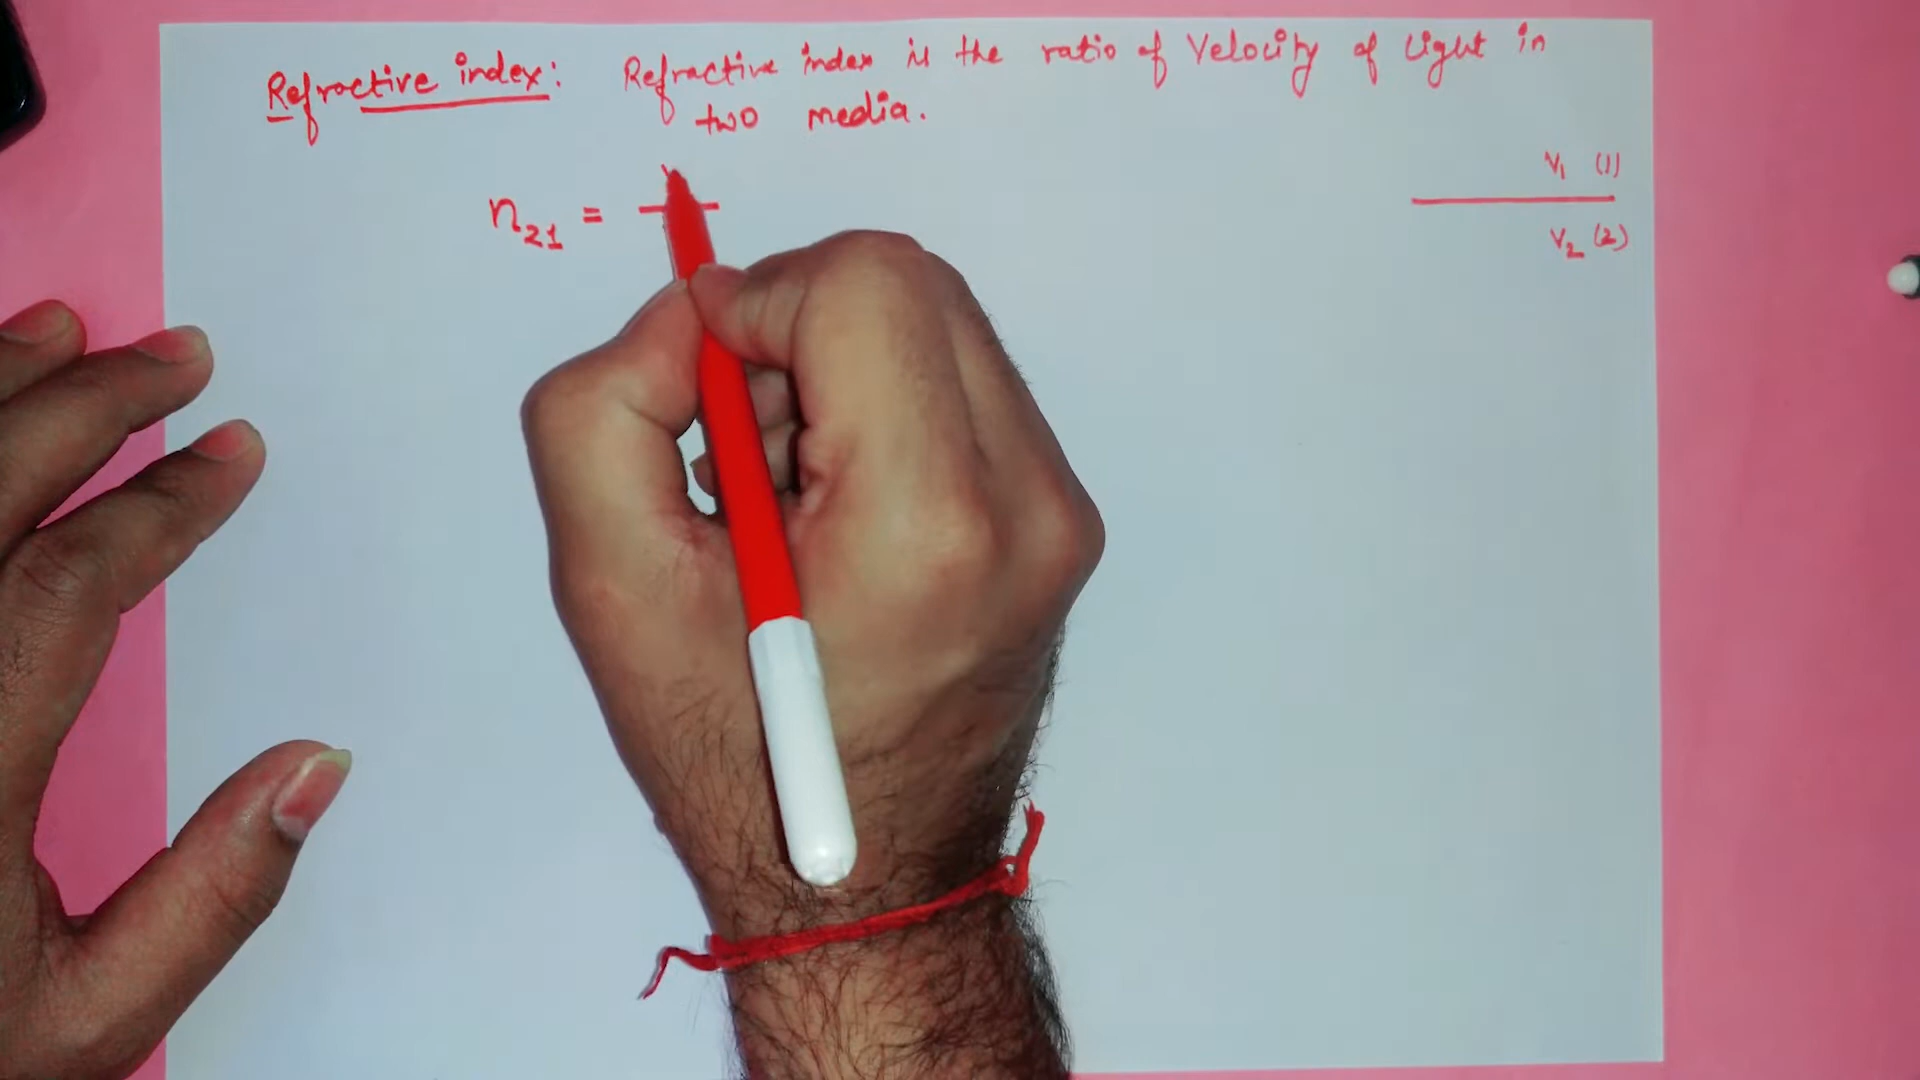 Refractive index: Refractive index is the ratio of Velocity of light in
two media.
n21 =
V1 (1)
V2 (2)